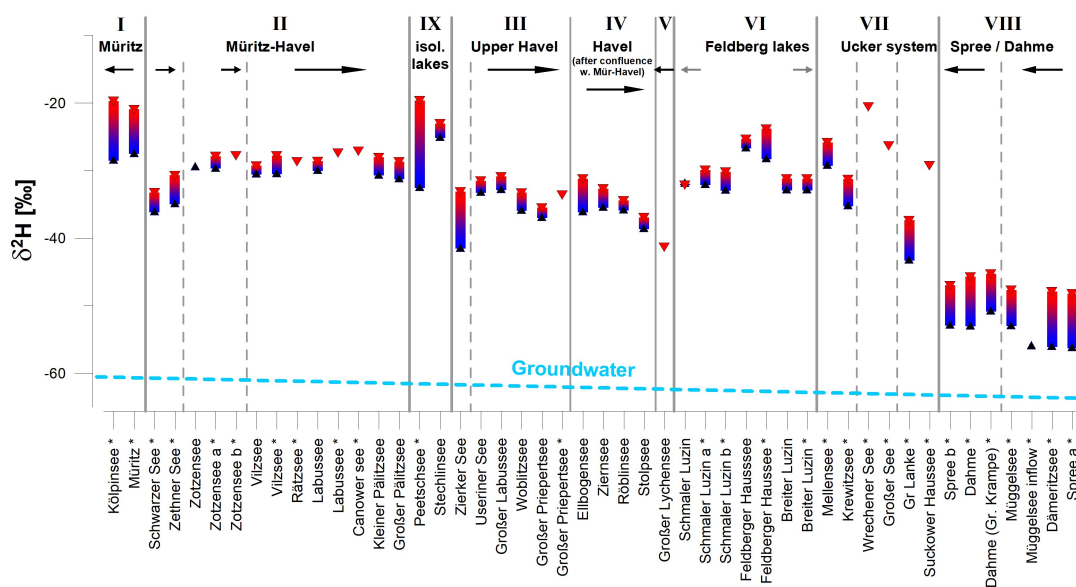 I
II
IX
III
IV
V
VI
VII
VIII
Müritz
Müritz-Havel
isol.
lakes
Upper Havel
Havel
(after confluence
w. Mür-Havel)
Feldberg lakes
Ucker system
Spree / Dahme
-20
-40
-60
δ²H [‰]
Groundwater
Kölpinsee *
Müritz *
Schwarzer See *
Zethner See *
Zotzensee
Zotzensee a *
Zotzensee b *
Vilzsee
Vilzsee *
Rätzsee *
Labussee
Labussee *
Canower see *
Kleiner Pälitzsee
Großer Pälitzsee
Peetschsee *
Stechlinsee
Zierker See
Useriner See
Großer Labussee
Woblitzsee
Großer Priepertsee
Großer Priepertsee *
Ellbogensee
Ziernsee
Röblinsee
Stolpsee
Großer Lychensee
Schmaler Luzin
Schmaler Luzin a *
Schmaler Luzin b *
Feldberger Hausssee
Feldberger Haussee *
Breiter Luzin
Breiter Luzin *
Mellensee
Krewitzsee
Wrechener See *
Großer See *
Gr Lanke
Suckower Haussee *
Spree b *
Dahme *
Dahme (Gr. Krampe) *
Müggelsee *
Müggelsee inflow *
Dämeritzsee *
Spree a *